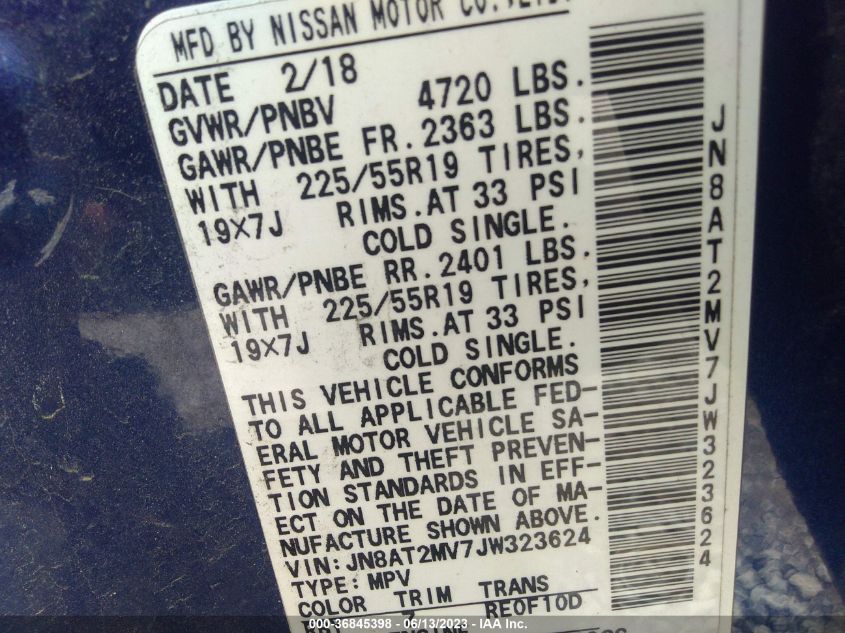 MFD BY NISSAN MOTOR CO.,LTD.
DATE 2/18
GVWR/PNBV 4720 LBS.
GAWR/PNBE FR. 2363 LBS.
WITH 225/55R19 TIRES,
19X7J RIMS. AT 33 PSI
COLD SINGLE.
GAWR/PNBE RR. 2401 LBS.
WITH 225/55R19 TIRES,
19X7J RIMS. AT 33 PSI
COLD SINGLE.
THIS VEHICLE CONFORMS
TO ALL APPLICABLE FED-
ERAL MOTOR VEHICLE SA-
FETY AND THEFT PREVEN-
TION STANDARDS IN EFF-
ECT ON THE DATE OF MA-
NUFACTURE SHOWN ABOVE.
VIN:JN8AT2MV7JW323624
TYPE:MPV
COLOR TRIM TRANS
RE0F10D
ENGINE
JN8AT2MV7JW323624
000-36845398 - 06/13/2023 - IAA Inc.